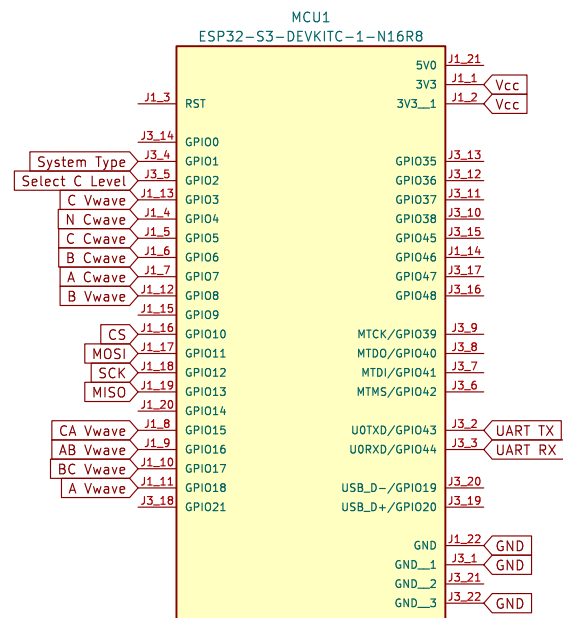 MCU1
ESP32-S3-DEVKITC-1-N16R8
5V0 J1_21
3V3 J1_1 Vcc
J1_3 RST 3V3__1 J1_2 Vcc
J3_14 GPIO0
System Type J3_4 GPIO1 GPIO35 J3_13
Select C Level J3_5 GPIO2 GPIO36 J3_12
C Vwave J1_13 GPIO3 GPIO37 J3_11
N Cwave J1_4 GPIO4 GPIO38 J3_10
C Cwave J1_5 GPIO5 GPIO45 J3_15
B Cwave J1_6 GPIO6 GPIO46 J1_14
A Cwave J1_7 GPIO7 GPIO47 J3_17
B Vwave J1_12 GPIO8 GPIO48 J3_16
J1_15 GPIO9
CS J1_16 GPIO10 MTCK/GPIO39 J3_9
MOSI J1_17 GPIO11 MTDO/GPIO40 J3_8
SCK J1_18 GPIO12 MTDI/GPIO41 J3_7
MISO J1_19 GPIO13 MTMS/GPIO42 J3_6
J1_20 GPIO14
CA Vwave J1_8 GPIO15 U0TXD/GPIO43 J3_2 UART TX
AB Vwave J1_9 GPIO16 U0RXD/GPIO44 J3_3 UART RX
BC Vwave J1_10 GPIO17
A Vwave J1_11 GPIO18 USB_D-/GPIO19 J3_20
J3_18 GPIO21 USB_D+/GPIO20 J3_19
GND J1_22 GND
GND__1 J3_1 GND
GND__2 J3_21
GND__3 J3_22 GND